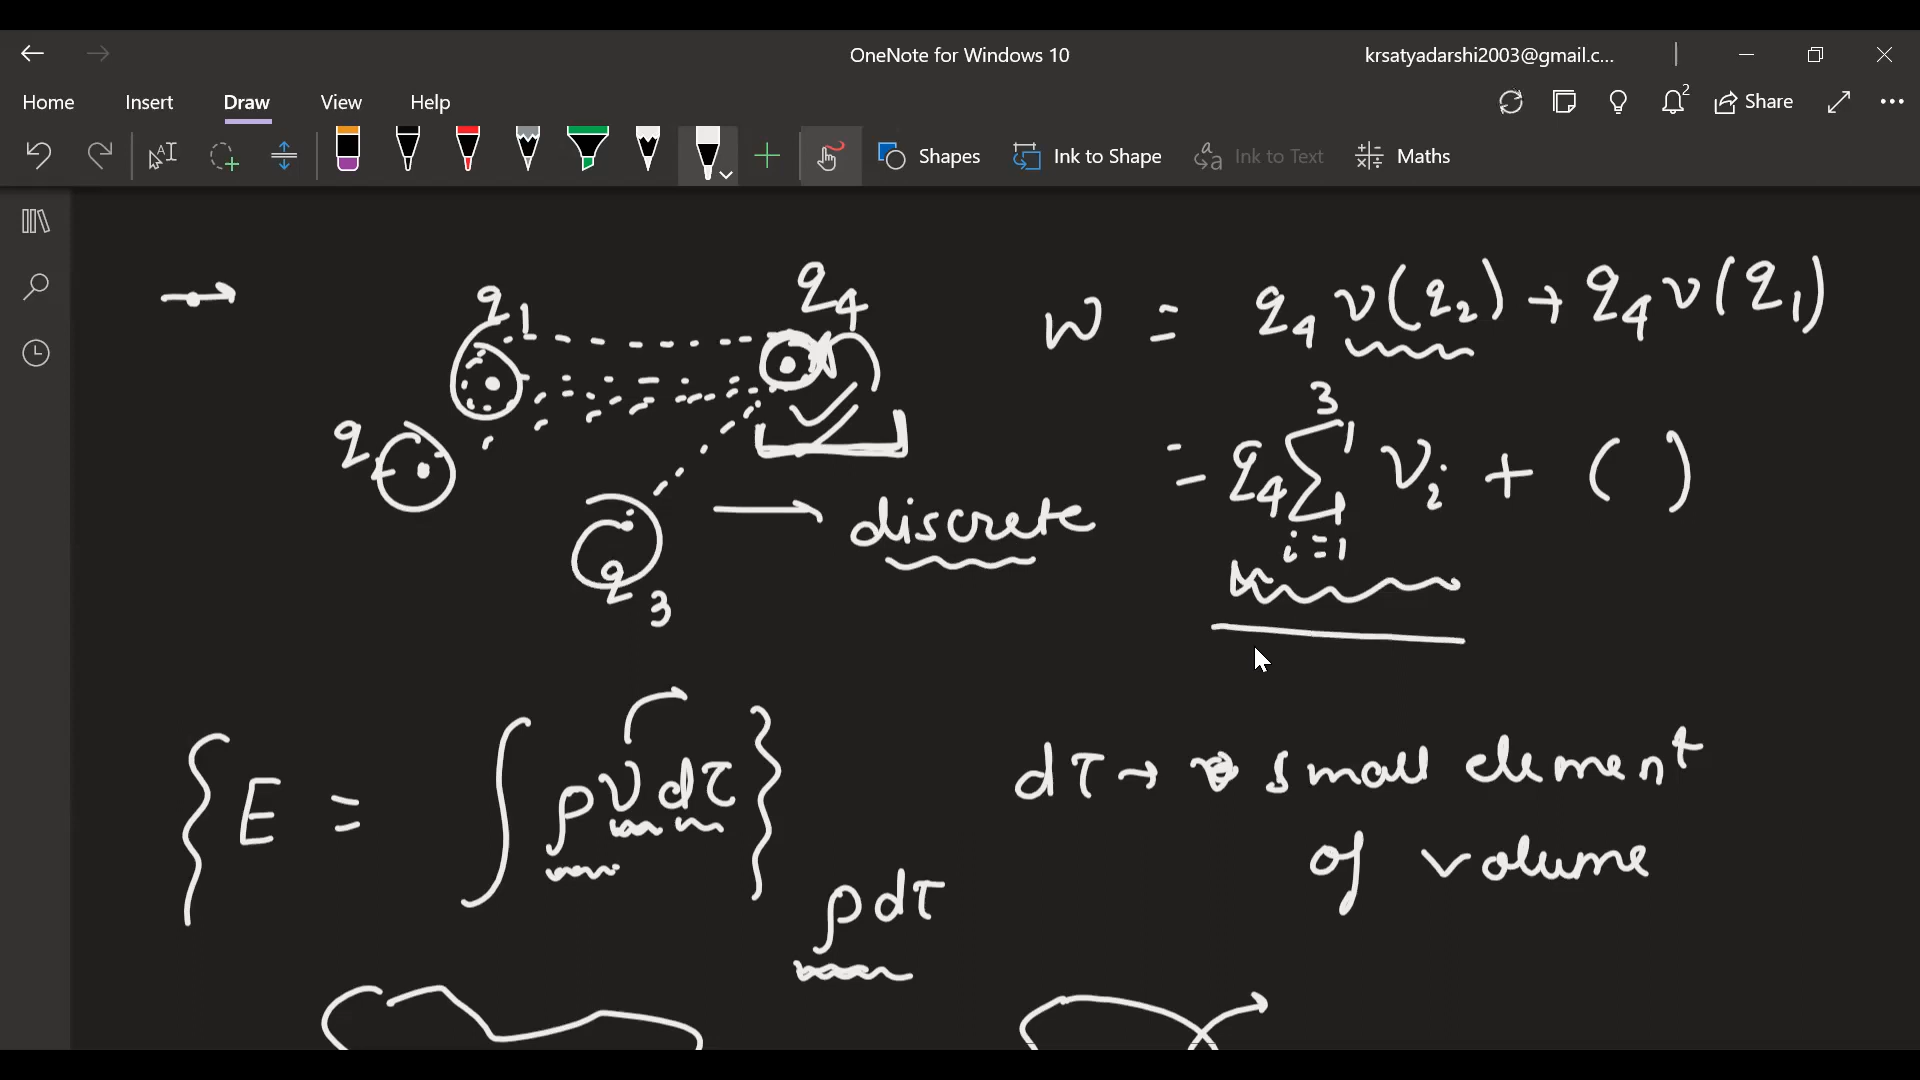 OneNote for Windows 10
krsatyadarshi2003@gmail.c...
Home Insert Draw View Help
2 Share
Shapes Ink to Shape Ink to Text Maths
q1 q4 W = q4 v(q2) + q4 v(q1)
q2
= q4 3 ∑ i=1 Vi + ( )
→ discrete
q3
{ E = ∫ ρ v dτ }
dτ → small element
of volume
ρdτ